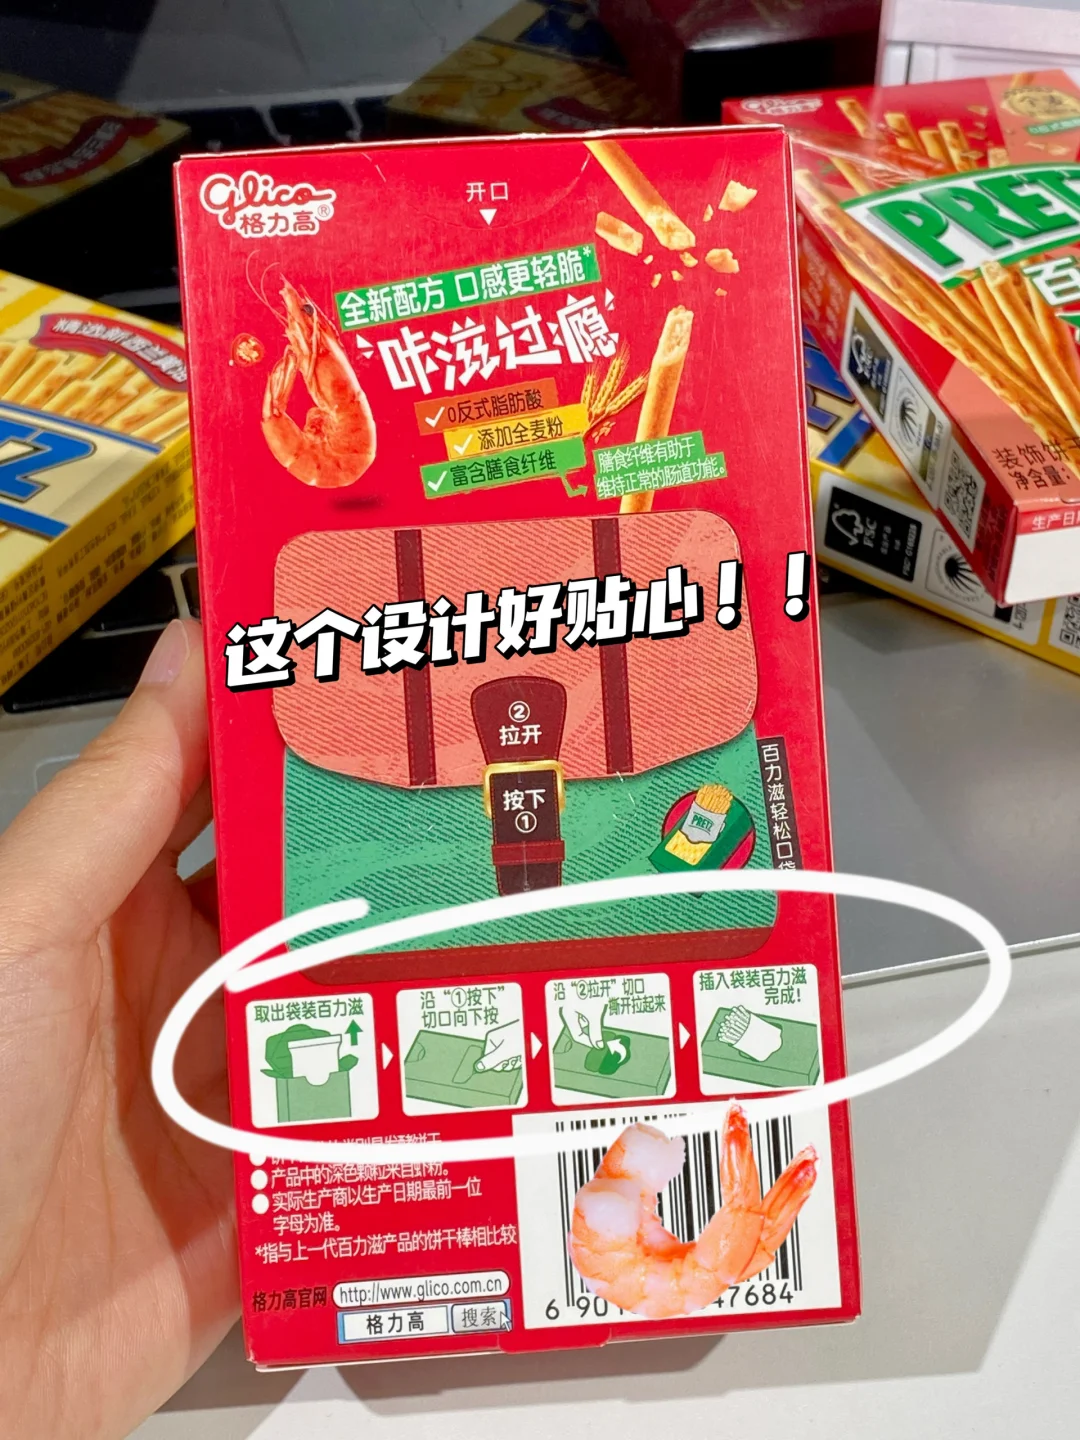 Glico
格力高®
开口
全新配方 口感更轻脆*
咔滋过瘾
0反式脂肪酸
添加全麦粉
富含膳食纤维
膳食纤维有助于
维持正常的肠道功能。
这个设计好贴心！！
②
拉开
按下
①
PRETZ
百力滋轻松口袋
取出袋装百力滋
沿“①按下”
切口向下按
沿“②拉开”切口
撕开拉起来
插入袋装百力滋
完成!
产品中的深色颗粒来自虾粉。
实际生产商以生产日期最前一位
字母为准。
*指与上一代百力滋产品的饼干棒相比较
格力高官网
http://www.glico.com.cn
格力高
搜索
6 90
47684
Glico
PRET
百
装饰饼干
净含量:
生产日
FSC
TZ